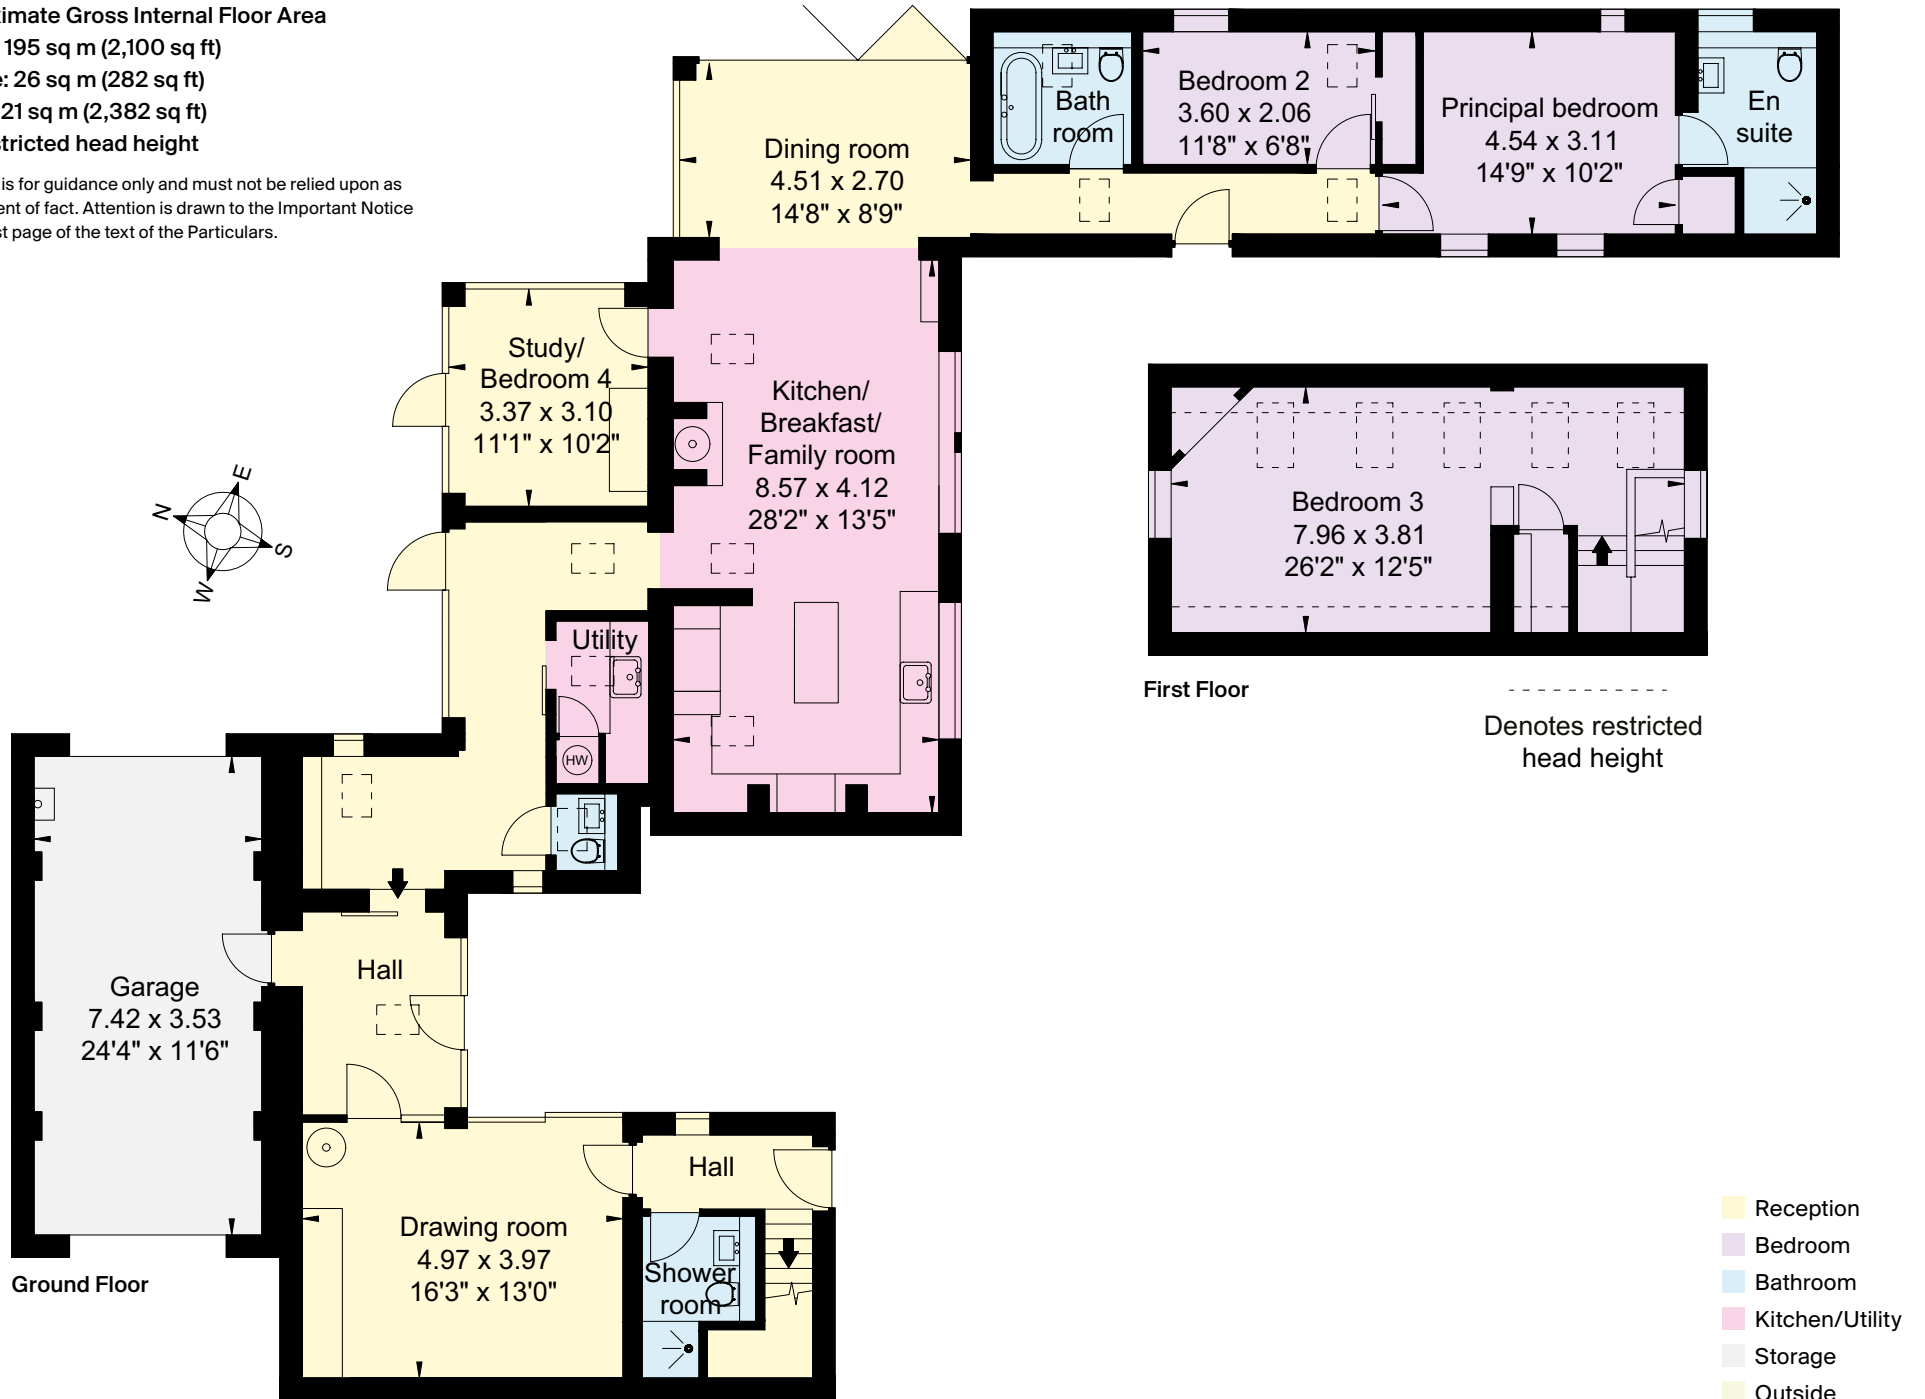 ximate Gross Internal Floor Area
195 sq m (2,100 sq ft)
e: 26 sq m (282 sq ft)
21 sq m (2,382 sq ft)
stricted head height
is for guidance only and must not be relied upon as
ent of fact. Attention is drawn to the Important Notice
st page of the text of the Particulars.
Dining room
4.51 x 2.70
14'8" x 8'9"
Bath
room
Bedroom 2
3.60 x 2.06
11'8" x 6'8"
Principal bedroom
4.54 x 3.11
14'9" x 10'2"
En
suite
Study/
Bedroom 4
3.37 x 3.10
11'1" x 10'2"
Kitchen/
Breakfast/
Family room
8.57 x 4.12
28'2" x 13'5"
N
E
S
W
Bedroom 3
7.96 x 3.81
26'2" x 12'5"
First Floor
Denotes restricted
head height
Utility
HW
Hall
Garage
7.42 x 3.53
24'4" x 11'6"
Hall
Drawing room
4.97 x 3.97
16'3" x 13'0"
Shower
room
Ground Floor
Reception
Bedroom
Bathroom
Kitchen/Utility
Storage
Outside